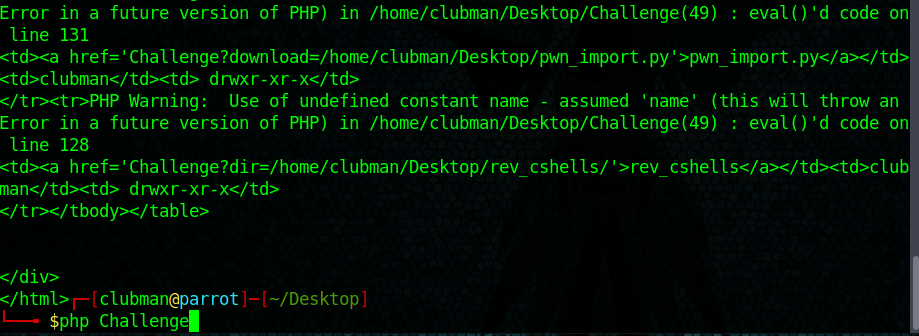 Error in a future version of PHP) in /home/clubman/Desktop/Challenge(49) : eval()'d code on
 line 131
<td><a href='Challenge?download=/home/clubman/Desktop/pwn_import.py'>pwn_import.py</a></td>
<td>clubman</td><td> drwxr-xr-x</td>
</tr><tr>PHP Warning:  Use of undefined constant name - assumed 'name' (this will throw an 
Error in a future version of PHP) in /home/clubman/Desktop/Challenge(49) : eval()'d code on
 line 128
<td><a href='Challenge?dir=/home/clubman/Desktop/rev_cshells/'>rev_cshells</a></td><td>club
man</td><td> drwxr-xr-x</td>
</tr></tbody></table>
</div>
</html>┌─[clubman@parrot]─[~/Desktop]
└──╼ $php Challenge